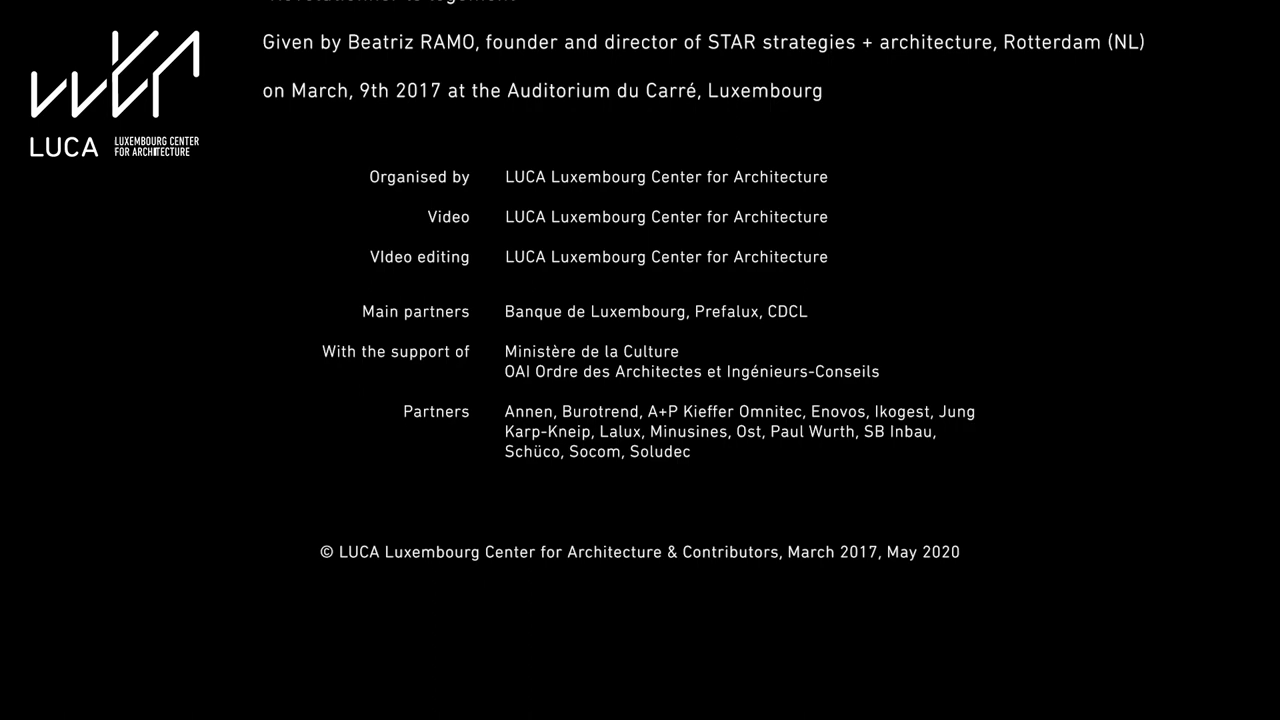 Given by Beatriz RAMO, founder and director of STAR strategies + architecture, Rotterdam (NL)
on March, 9th 2017 at the Auditorium du Carré, Luxembourg
LUCA LUXEMBOURG CENTER
FOR ARCHITECTURE
Organised by LUCA Luxembourg Center for Architecture
Video LUCA Luxembourg Center for Architecture
VIdeo editing LUCA Luxembourg Center for Architecture
Main partners Banque de Luxembourg, Prefalux, CDCL
With the support of Ministère de la Culture
OAI Ordre des Architectes et Ingénieurs-Conseils
Partners Annen, Burotrend, A+P Kieffer Omnitec, Enovos, Ikogest, Jung
Karp-Kneip, Lalux, Minusines, Ost, Paul Wurth, SB Inbau,
Schüco, Socom, Soludec
© LUCA Luxembourg Center for Architecture & Contributors, March 2017, May 2020